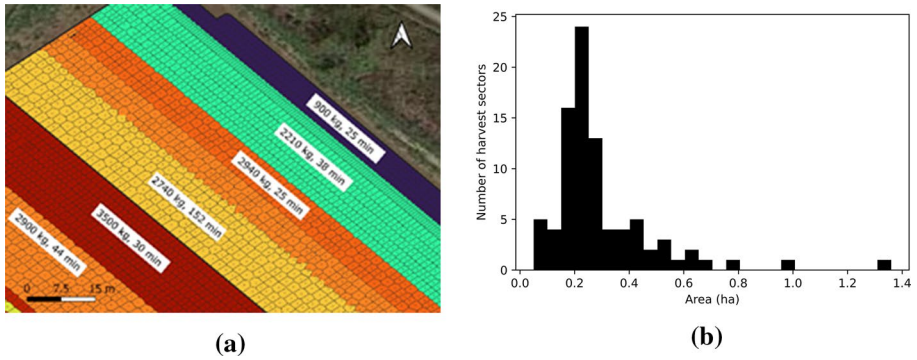 900 kg, 25 min
2210 kg, 38 min
2940 kg, 25 min
2740 kg, 152 min
3500 kg, 30 min
2900 kg, 44 min
0 7.5 15 m
(a)
25
20
15
10
5
0
Number of harvest sectors
0.0 0.2 0.4 0.6 0.8 1.0 1.2 1.4
Area (ha)
(b)